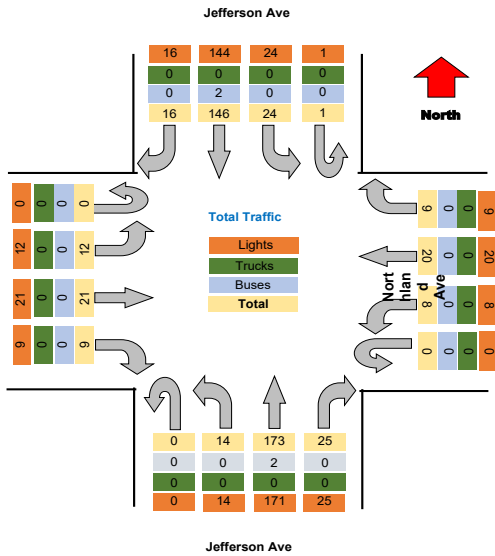 Jefferson Ave
16 144 24 1
0 0 0 0
0 2 0 0
16 146 24 1
North
0 0 0 0
12 0 0 12
21 0 0 21
9 0 0 9
Total Traffic
Lights
Trucks
Buses
Total
9 0 0 9
20 0 0 20
8 0 0 8
0 0 0 0
Nort
hlan
d
Ave
0 14 173 25
0 0 2 0
0 0 0 0
0 14 171 25
Jefferson Ave